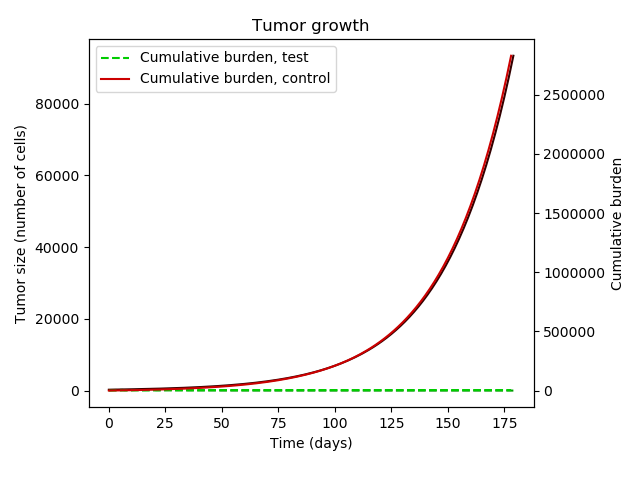 Tumor growth
Cumulative burden, test
Cumulative burden, control
Tumor size (number of cells)
80000
60000
40000
20000
0
2500000
2000000
1500000
1000000
500000
0
Cumulative burden
0 25 50 75 100 125 150 175
Time (days)